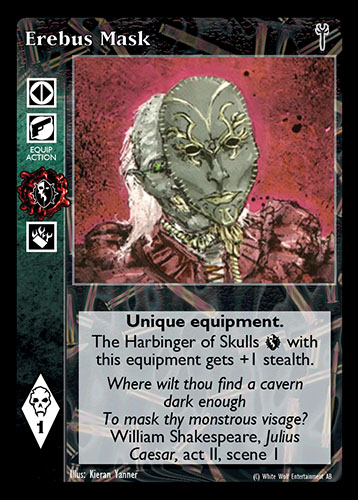 Erebus Mask
EQUIP
ACTION
1
Unique equipment.
The Harbinger of Skulls with
this equipment gets +1 stealth.
Where wilt thou find a cavern
dark enough
To mask thy monstrous visage?
William Shakespeare, Julius
Caesar, act II, scene 1
Illus: Kieran Yanner
(C) White Wolf Entertainment AB